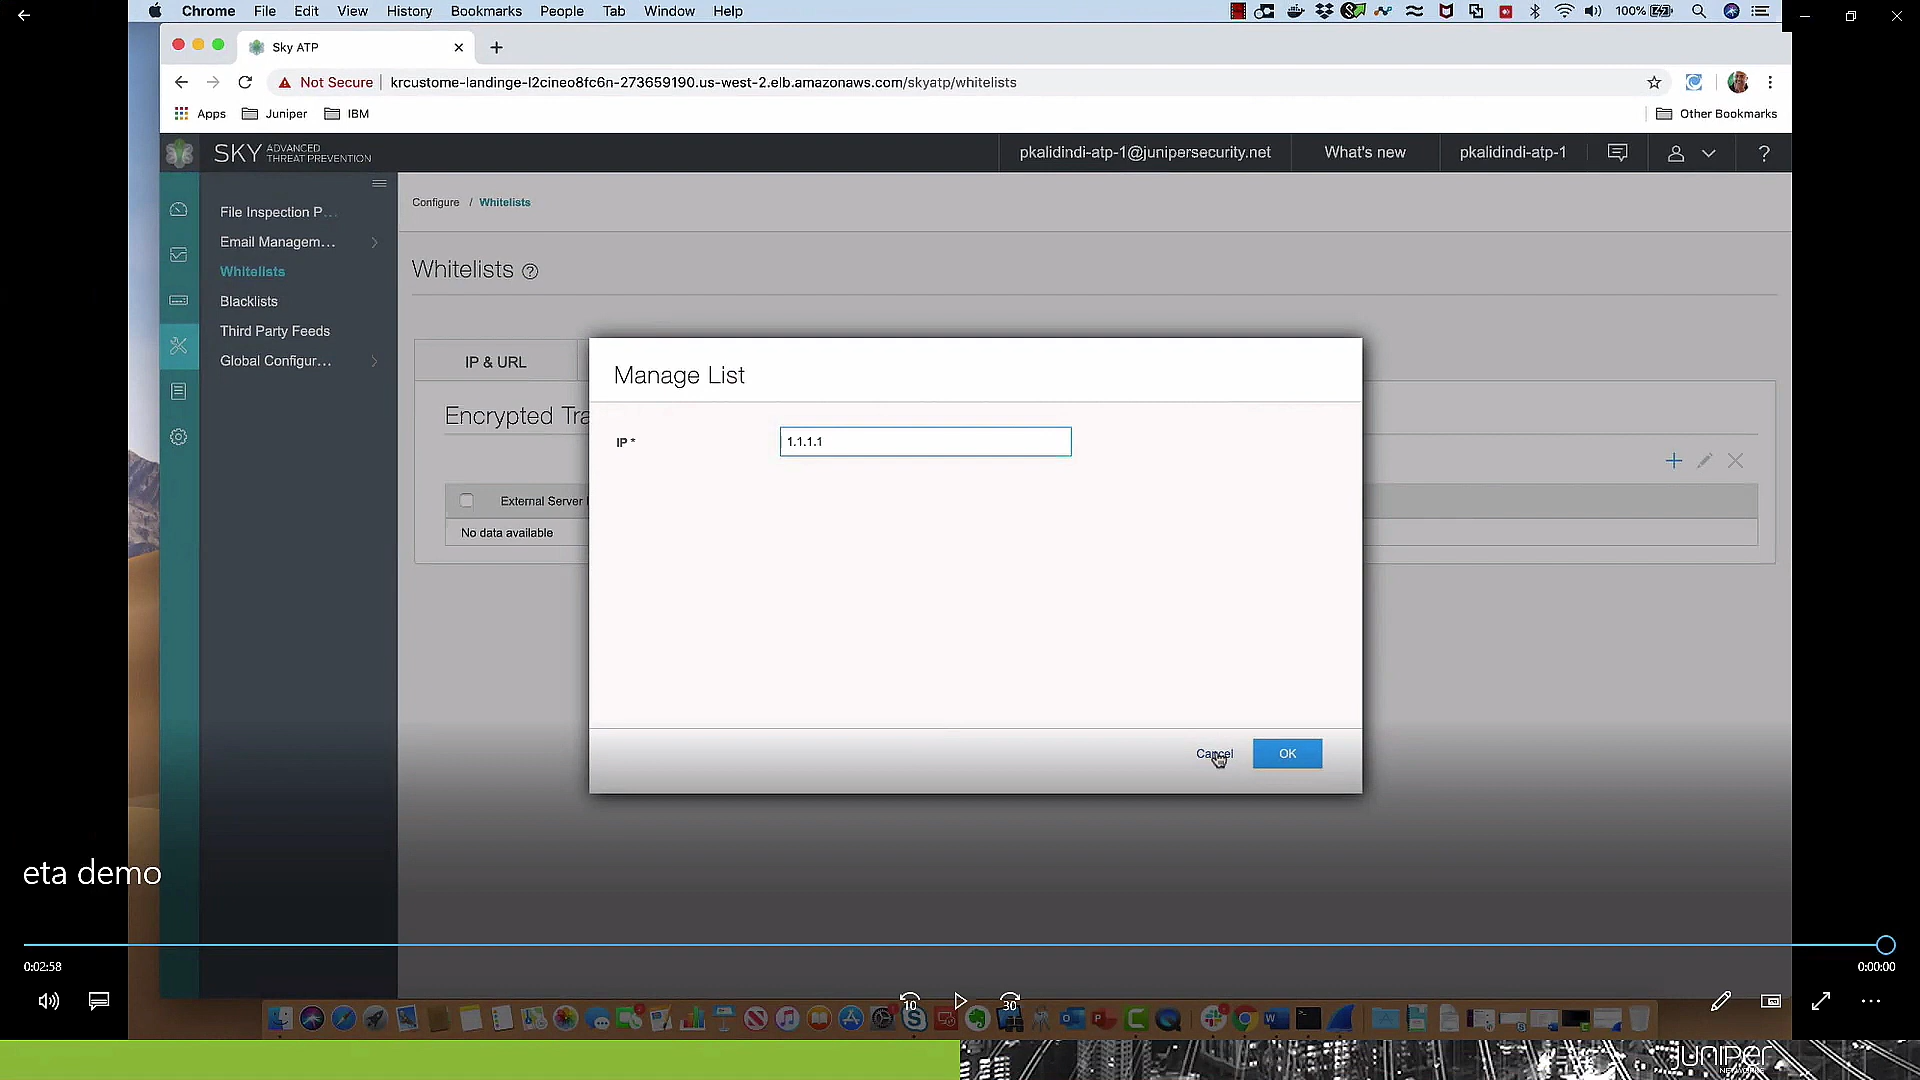 Chrome File Edit View History Bookmarks People Tab Window Help
100%
Sky ATP
Not Secure krcustome-landinge-l2cineo8fc6n-273659190.us-west-2.elb.amazonaws.com/skyatp/whitelists
Apps Juniper IBM Other Bookmarks
SKY ADVANCED THREAT PREVENTION
pkalidindi-atp-1@junipersecurity.net What's new pkalidindi-atp-1 ?
File Inspection P...
Email Managem...
Whitelists
Blacklists
Third Party Feeds
Global Configur...
Configure / Whitelists
Whitelists ?
IP & URL
Encrypted Tra
External Server
No data available
Manage List
IP *
1.1.1.1
Cancel OK
eta demo
0:02:58
0:00:00
10
30
juniper
NETWORKS